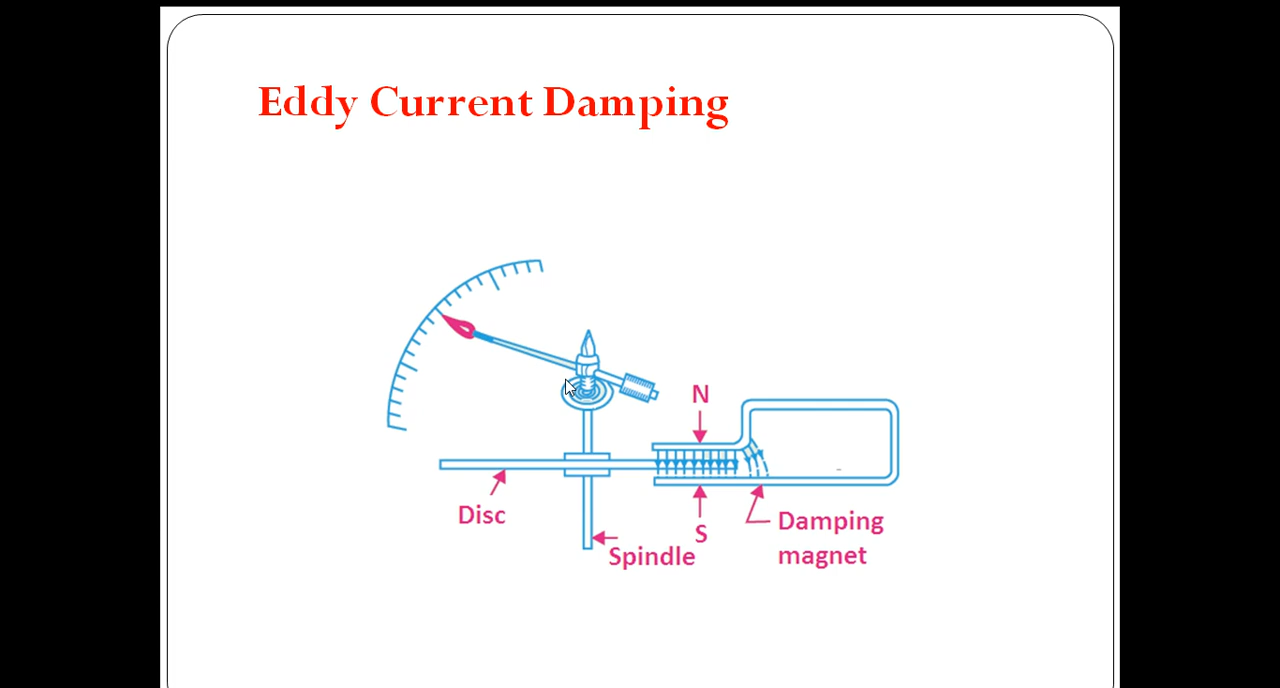 Eddy Current Damping
N
Disc
S
Spindle
Damping
magnet